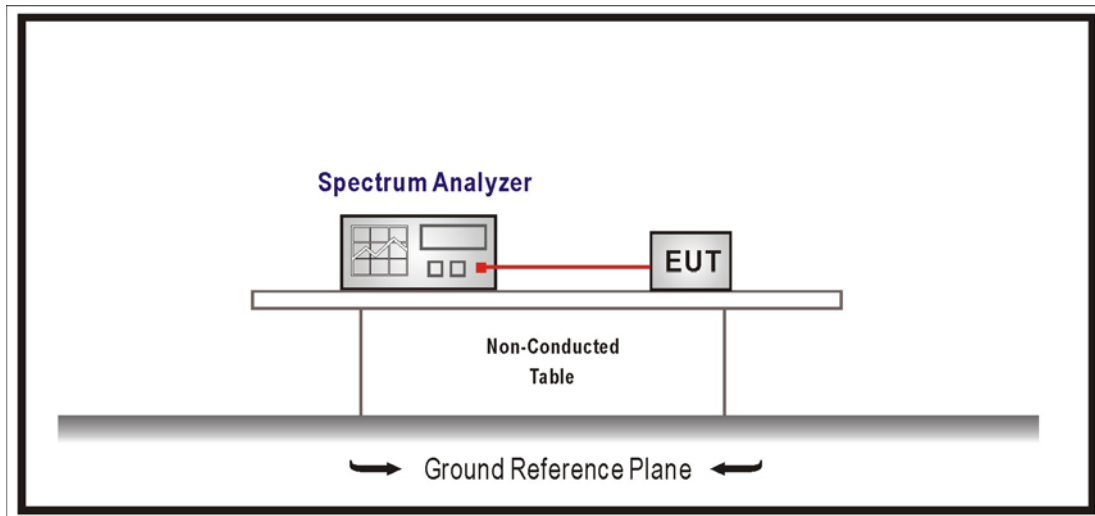 Spectrum Analyzer
EUT
Non-Conducted
Table
Ground Reference Plane